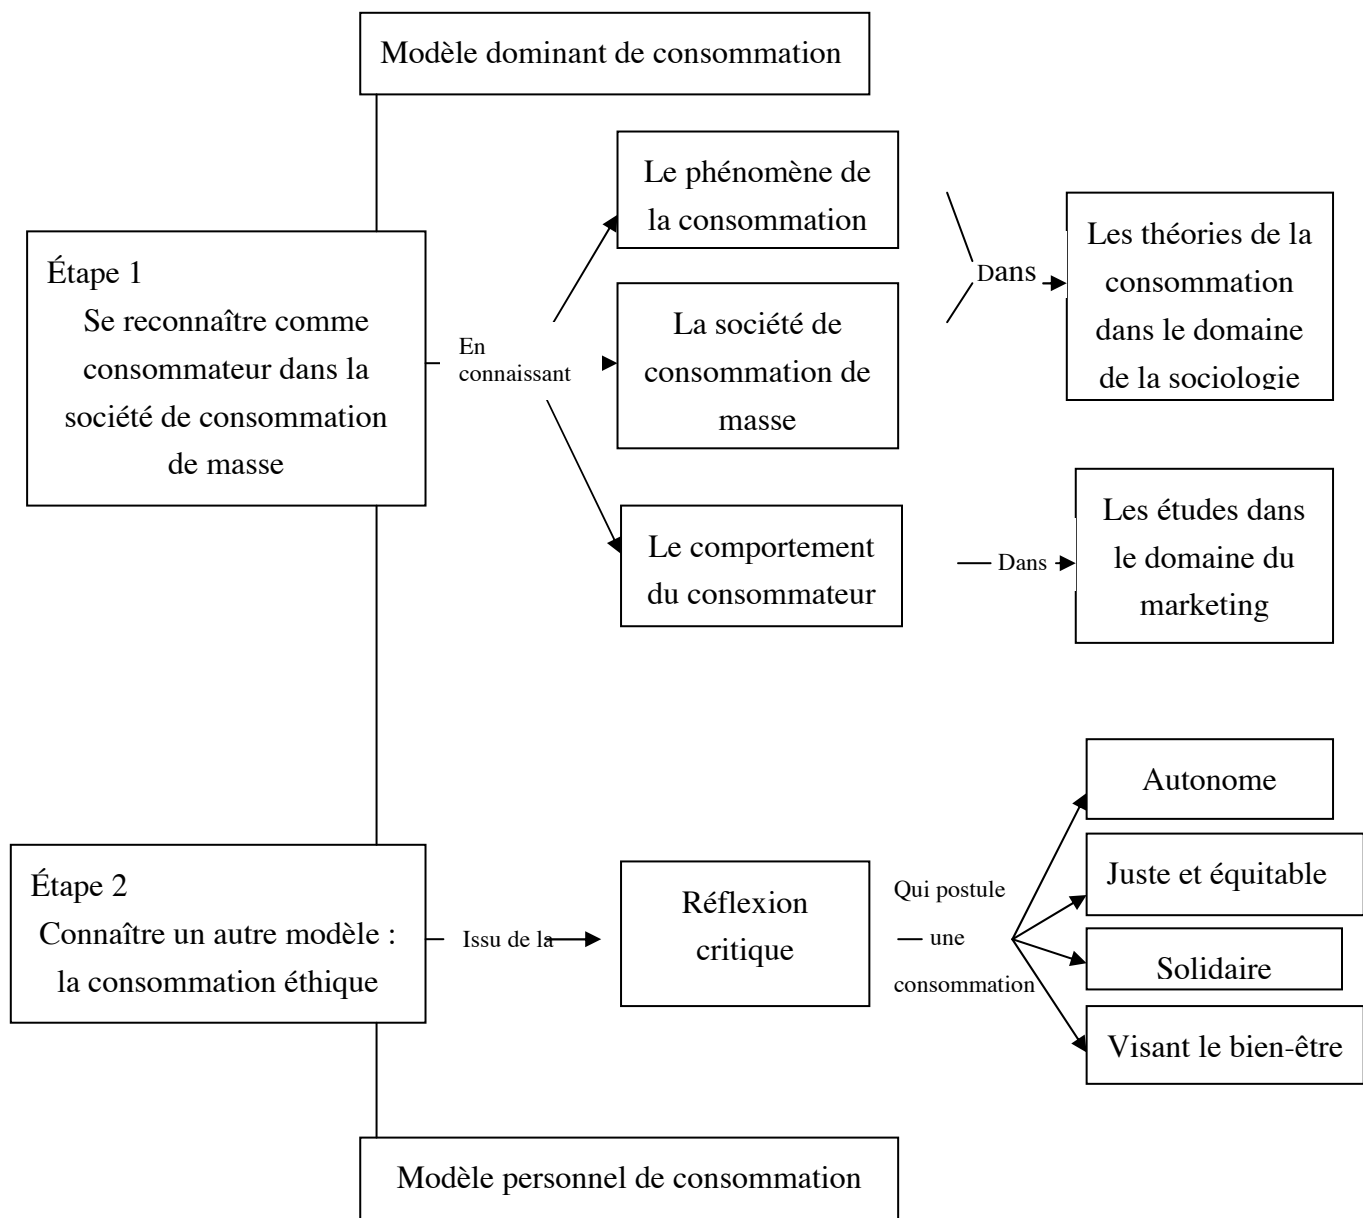 Modèle dominant de consommation
Étape 1
Se reconnaître comme
consommateur dans la
société de consommation
de masse
En
connaissant
Le phénomène de
la consommation
La société de
consommation de
masse
Le comportement
du consommateur
Dans
Les théories de la
consommation
dans le domaine
de la sociologie
Dans
Les études dans
le domaine du
marketing
Étape 2
Connaître un autre modèle :
la consommation éthique
Issu de la
Réflexion
critique
Qui postule
une
consommation
Autonome
Juste et équitable
Solidaire
Visant le bien-être
Modèle personnel de consommation